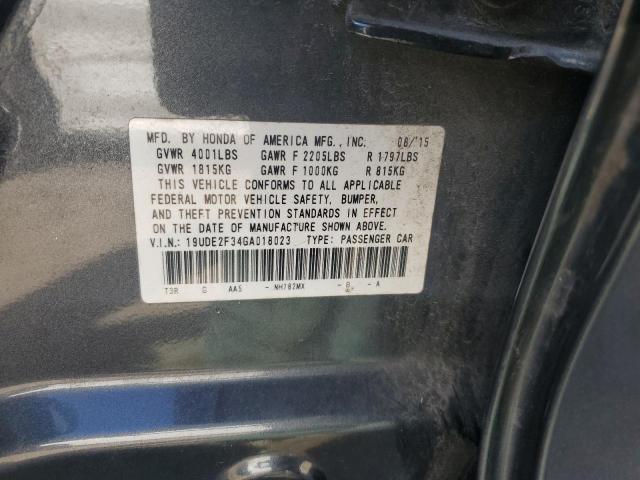 MFD. BY HONDA OF AMERICA MFG., INC. 08/15
GVWR 4001LBS GAWR F 2205LBS R 1797LBS
GVWR 1815KG GAWR F 1000KG R 815KG
THIS VEHICLE CONFORMS TO ALL APPLICABLE
FEDERAL MOTOR VEHICLE SAFETY, BUMPER,
AND THEFT PREVENTION STANDARDS IN EFFECT
ON THE DATE OF MANUFACTURE SHOWN ABOVE.
V.I.N.: 19UDE2F34GA018023 TYPE: PASSENGER CAR
T3R G AA5 - NH782MX - B - A